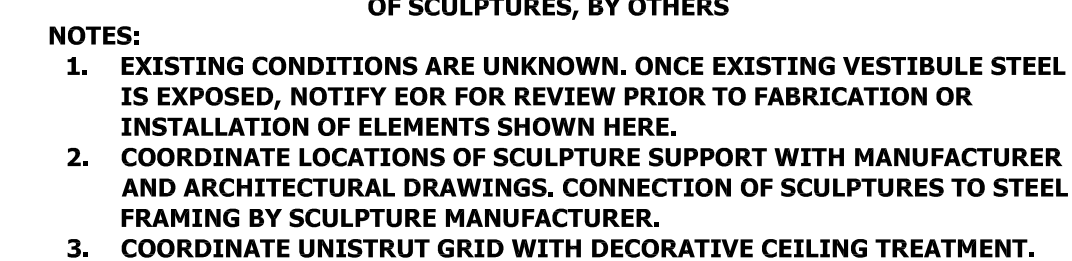 OF SCULPTURES, BY OTHERS
NOTES:
1. EXISTING CONDITIONS ARE UNKNOWN. ONCE EXISTING VESTIBULE STEEL
IS EXPOSED, NOTIFY EOR FOR REVIEW PRIOR TO FABRICATION OR
INSTALLATION OF ELEMENTS SHOWN HERE.
2. COORDINATE LOCATIONS OF SCULPTURE SUPPORT WITH MANUFACTURER
AND ARCHITECTURAL DRAWINGS. CONNECTION OF SCULPTURES TO STEEL
FRAMING BY SCULPTURE MANUFACTURER.
3. COORDINATE UNISTRUT GRID WITH DECORATIVE CEILING TREATMENT.